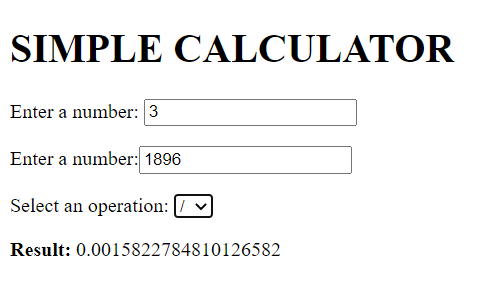 SIMPLE CALCULATOR
Enter a number: 3
Enter a number: 1896
Select an operation: /
Result: 0.0015822784810126582